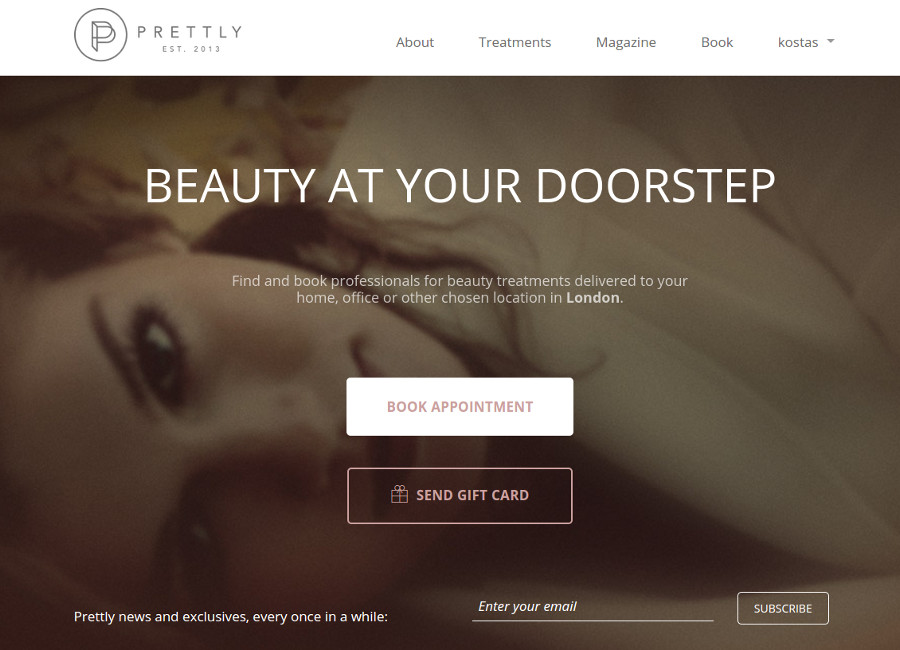 PRETTLY
EST. 2013
About
Treatments
Magazine
Book
kostas
BEAUTY AT YOUR DOORSTEP
Find and book professionals for beauty treatments delivered to your
home, office or other chosen location in London.
BOOK APPOINTMENT
SEND GIFT CARD
Prettly news and exclusives, every once in a while:
Enter your email
SUBSCRIBE